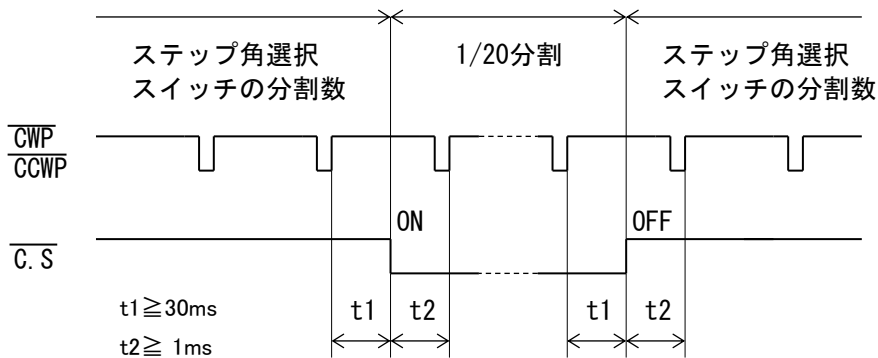 ステップ角選択
スイッチの分割数
1/20分割
ステップ角選択
スイッチの分割数
CWP
CCWP
ON
OFF
C.S
t1≧30ms
t2≧ 1ms
t1
t2
t1
t2